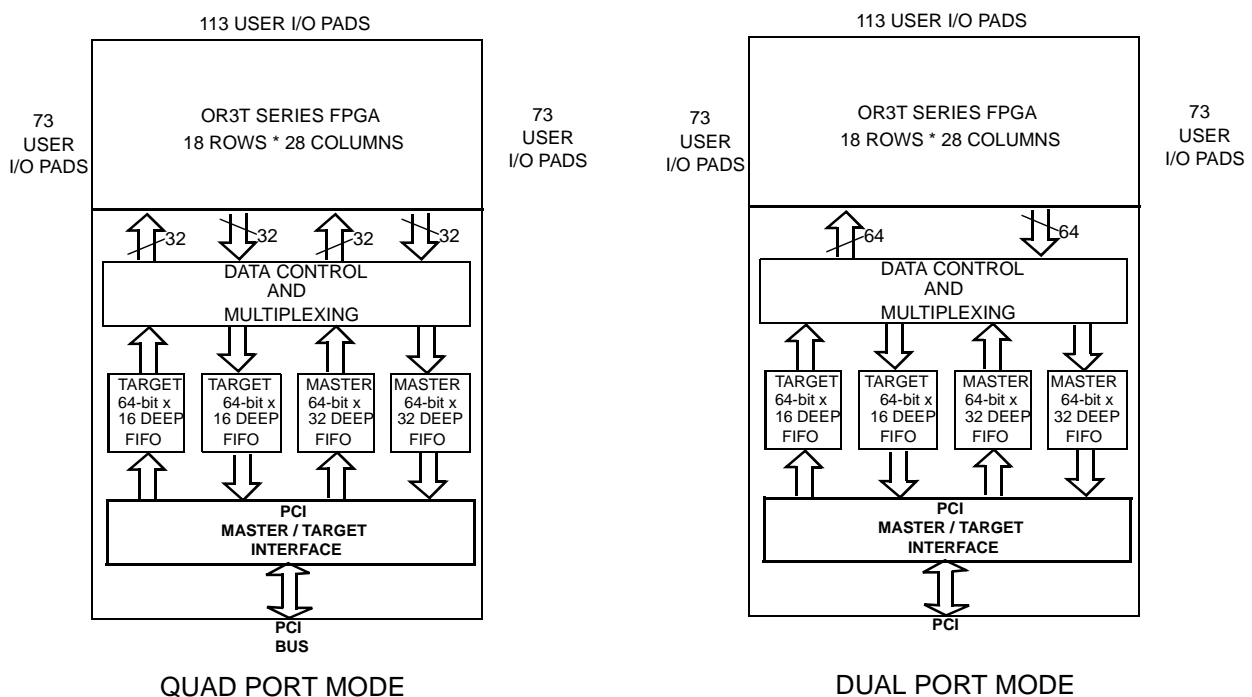 113 USER I/O PADS
OR3T SERIES FPGA
18 ROWS * 28 COLUMNS
73
USER
I/O PADS
73
USER
I/O PADS
32
32
32
32
DATA CONTROL
AND
MULTIPLEXING
TARGET
64-bit x
16 DEEP
FIFO
TARGET
64-bit x
16 DEEP
FIFO
MASTER
64-bit x
32 DEEP
FIFO
MASTER
64-bit x
32 DEEP
FIFO
PCI
MASTER / TARGET
INTERFACE
PCI
BUS
QUAD PORT MODE
113 USER I/O PADS
OR3T SERIES FPGA
18 ROWS * 28 COLUMNS
73
USER
I/O PADS
73
USER
I/O PADS
64
64
DATA CONTROL
AND
MULTIPLEXING
TARGET
64-bit x
16 DEEP
FIFO
TARGET
64-bit x
16 DEEP
FIFO
MASTER
64-bit x
32 DEEP
FIFO
MASTER
64-bit x
32 DEEP
FIFO
PCI
MASTER / TARGET
INTERFACE
PCI
DUAL PORT MODE